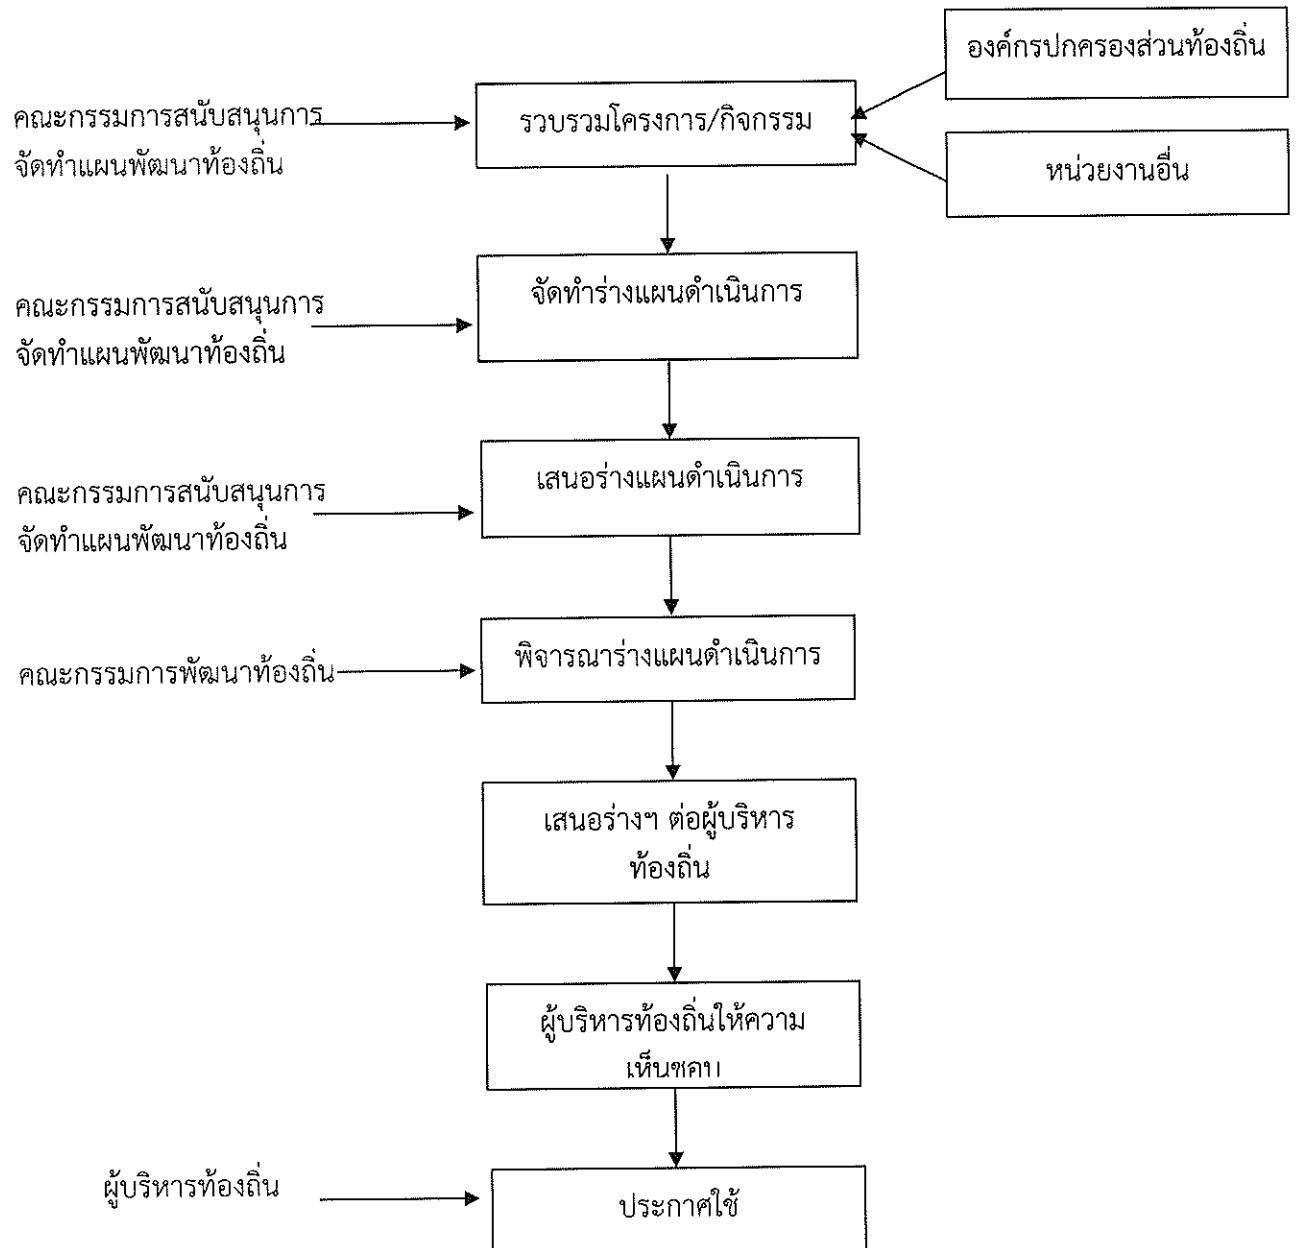 องค์กรปกครองส่วนท้องถิ่น
คณะกรรมการสนับสนุนการ
จัดทำแผนพัฒนาท้องถิ่น
รวบรวมโครงการ/กิจกรรม
หน่วยงานอื่น
คณะกรรมการสนับสนุนการ
จัดทำแผนพัฒนาท้องถิ่น
จัดทำร่างแผนดำเนินการ
คณะกรรมการสนับสนุนการ
จัดทำแผนพัฒนาท้องถิ่น
เสนอร่างแผนดำเนินการ
คณะกรรมการพัฒนาท้องถิ่น
พิจารณาร่างแผนดำเนินการ
เสนอร่างฯ ต่อผู้บริหาร
ท้องถิ่น
ผู้บริหารท้องถิ่นให้ความ
เห็นชอบ
ผู้บริหารท้องถิ่น
ประกาศใช้